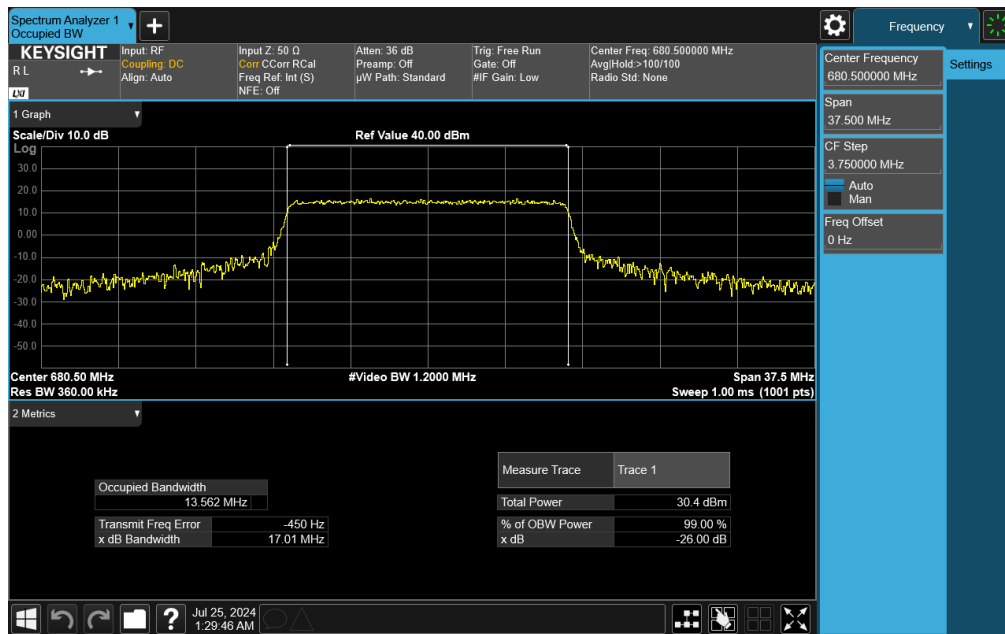 Spectrum Analyzer 1
Occupied BW
Frequency
KEYSIGHT
R L
LXI
Input: RF
Coupling: DC
Align: Auto
Input Z: 50 Ω
Corr CCorr RCal
Freq Ref: Int (S)
NFE: Off
Atten: 36 dB
Preamp: Off
µW Path: Standard
Trig: Free Run
Gate: Off
#IF Gain: Low
Center Freq: 680.500000 MHz
Avg|Hold:>100/100
Radio Std: None
Center Frequency
680.500000 MHz
Settings
Span
37.500 MHz
CF Step
3.750000 MHz
Auto
Man
Freq Offset
0 Hz
1 Graph
Scale/Div 10.0 dB
Ref Value 40.00 dBm
Log
30.0
20.0
10.0
0.00
-10.0
-20.0
-30.0
-40.0
-50.0
Center 680.50 MHz
#Video BW 1.2000 MHz
Span 37.5 MHz
Res BW 360.00 kHz
Sweep 1.00 ms (1001 pts)
2 Metrics
Occupied Bandwidth
13.562 MHz
Transmit Freq Error -450 Hz
x dB Bandwidth 17.01 MHz
Measure Trace Trace 1
Total Power 30.4 dBm
% of OBW Power 99.00 %
x dB -26.00 dB
?
Jul 25, 2024
1:29:46 AM